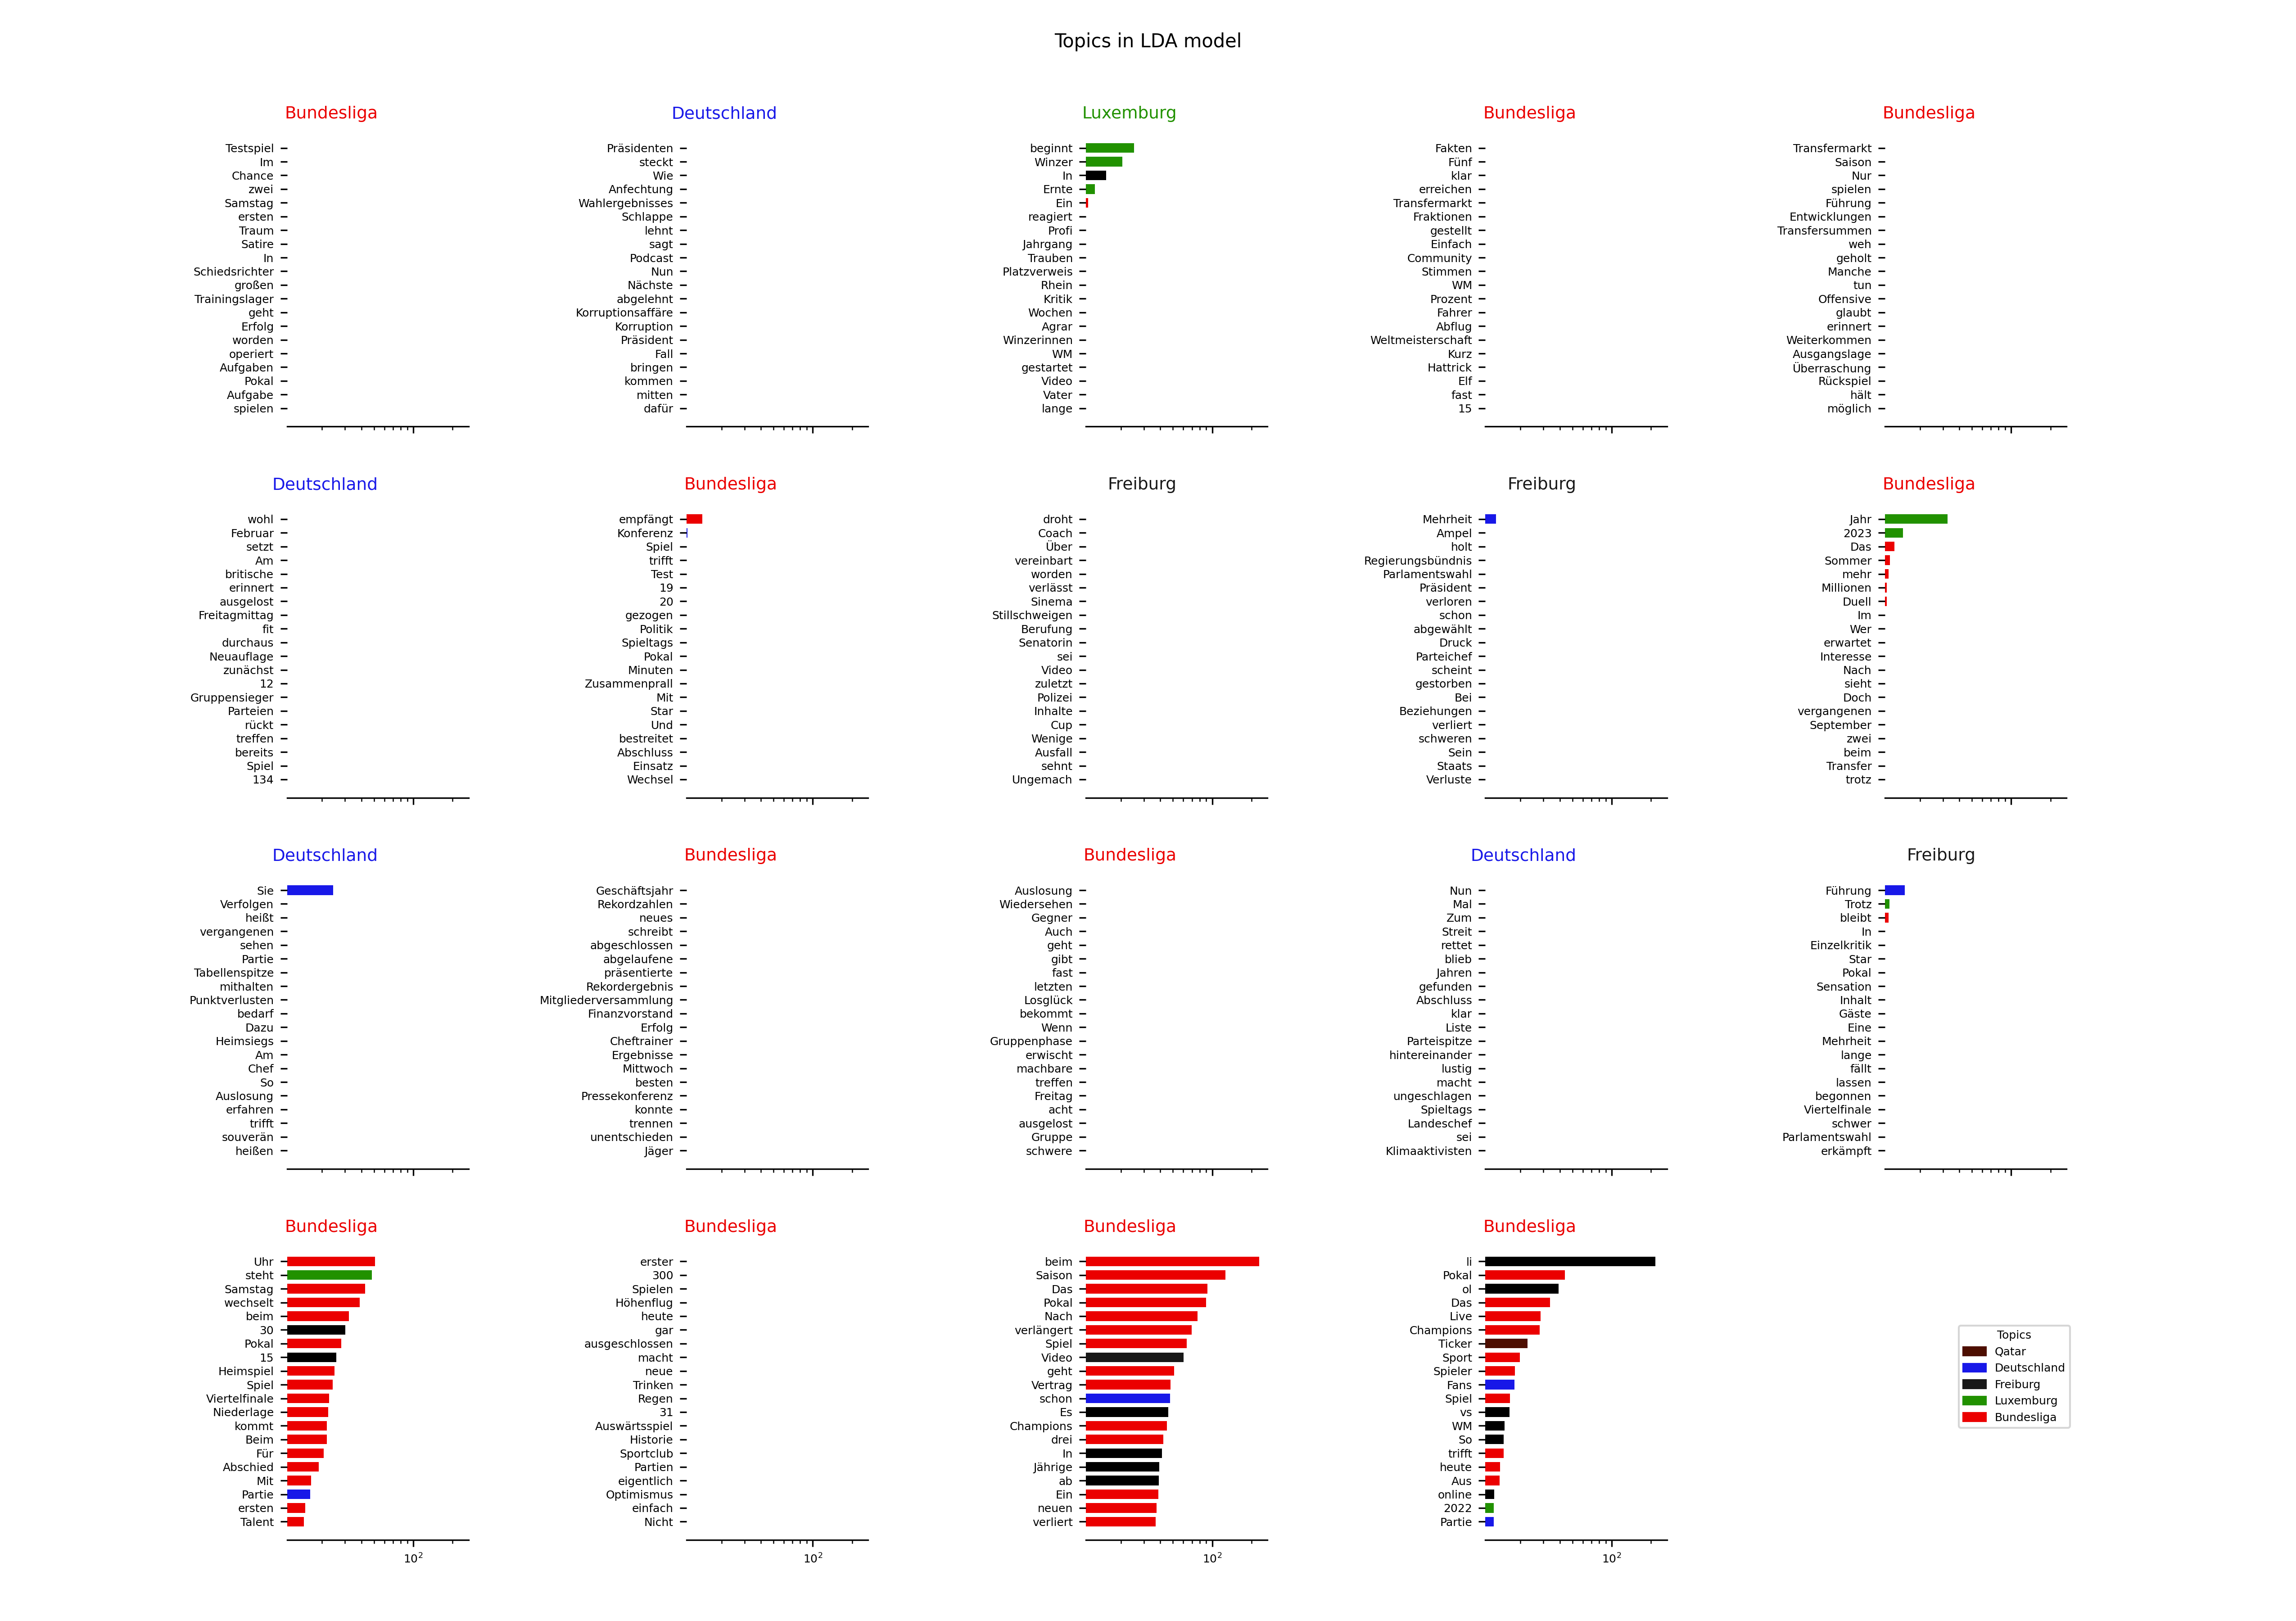 Topics in LDA model
Bundesliga
Testspiel
Im
Chance
zwei
Samstag
ersten
Traum
Satire
In
Schiedsrichter
großen
Trainingslager
geht
Erfolg
worden
operiert
Aufgaben
Pokal
Aufgabe
spielen
Deutschland
Präsidenten
steckt
Wie
Anfechtung
Wahlergebnisses
Schlappe
lehnt
sagt
Podcast
Nun
Nächste
abgelehnt
Korruptionsaffäre
Korruption
Präsident
Fall
bringen
kommen
mitten
dafür
Luxemburg
beginnt
Winzer
In
Ernte
Ein
reagiert
Profi
Jahrgang
Trauben
Platzverweis
Rhein
Kritik
Wochen
Agrar
Winzerinnen
WM
gestartet
Video
Vater
lange
Bundesliga
Fakten
Fünf
klar
erreichen
Transfermarkt
Fraktionen
gestellt
Einfach
Community
Stimmen
WM
Prozent
Fahrer
Abflug
Weltmeisterschaft
Kurz
Hattrick
Elf
fast
15
Bundesliga
Transfermarkt
Saison
Nur
spielen
Führung
Entwicklungen
Transfersummen
weh
geholt
Manche
tun
Offensive
glaubt
erinnert
Weiterkommen
Ausgangslage
Überraschung
Rückspiel
hält
möglich
Deutschland
wohl
Februar
setzt
Am
britische
erinnert
ausgelost
Freitagmittag
fit
durchaus
Neuauflage
zunächst
12
Gruppensieger
Parteien
rückt
treffen
bereits
Spiel
134
Bundesliga
empfängt
Konferenz
Spiel
trifft
Test
19
20
gezogen
Politik
Spieltags
Pokal
Minuten
Zusammenprall
Mit
Star
Und
bestreitet
Abschluss
Einsatz
Wechsel
Freiburg
droht
Coach
Über
vereinbart
worden
verlässt
Sinema
Stillschweigen
Berufung
Senatorin
sei
Video
zuletzt
Polizei
Inhalte
Cup
Wenige
Ausfall
sehnt
Ungemach
Freiburg
Mehrheit
Ampel
holt
Regierungsbündnis
Parlamentswahl
Präsident
verloren
schon
abgewählt
Druck
Parteichef
scheint
gestorben
Bei
Beziehungen
verliert
schweren
Sein
Staats
Verluste
Bundesliga
Jahr
2023
Das
Sommer
mehr
Millionen
Duell
Im
Wer
erwartet
Interesse
Nach
sieht
Doch
vergangenen
September
zwei
beim
Transfer
trotz
Deutschland
Sie
Verfolgen
heißt
vergangenen
sehen
Partie
Tabellenspitze
mithalten
Punktverlusten
bedarf
Dazu
Heimsiegs
Am
Chef
So
Auslosung
erfahren
trifft
souverän
heißen
Bundesliga
Geschäftsjahr
Rekordzahlen
neues
schreibt
abgeschlossen
abgelaufene
präsentierte
Rekordergebnis
Mitgliederversammlung
Finanzvorstand
Erfolg
Cheftrainer
Ergebnisse
Mittwoch
besten
Pressekonferenz
konnte
trennen
unentschieden
Jäger
Bundesliga
Auslosung
Wiedersehen
Gegner
Auch
geht
gibt
fast
letzten
Losglück
bekommt
Wenn
Gruppenphase
erwischt
machbare
treffen
Freitag
acht
ausgelost
Gruppe
schwere
Deutschland
Nun
Mal
Zum
Streit
rettet
blieb
Jahren
gefunden
Abschluss
klar
Liste
Parteispitze
hintereinander
lustig
macht
ungeschlagen
Spieltags
Landeschef
sei
Klimaaktivisten
Freiburg
Führung
Trotz
bleibt
In
Einzelkritik
Star
Pokal
Sensation
Inhalt
Gäste
Eine
Mehrheit
lange
fällt
lassen
begonnen
Viertelfinale
schwer
Parlamentswahl
erkämpft
Bundesliga
Uhr
steht
Samstag
wechselt
beim
30
Pokal
15
Heimspiel
Spiel
Viertelfinale
Niederlage
kommt
Beim
Für
Abschied
Mit
Partie
ersten
Talent
10²
Bundesliga
erster
300
Spielen
Höhenflug
heute
gar
ausgeschlossen
macht
neue
Trinken
Regen
31
Auswärtsspiel
Historie
Sportclub
Partien
eigentlich
Optimismus
einfach
Nicht
10²
Bundesliga
beim
Saison
Das
Pokal
Nach
verlängert
Spiel
Video
geht
Vertrag
schon
Es
Champions
drei
In
Jährige
ab
Ein
neuen
verliert
10²
Bundesliga
li
Pokal
ol
Das
Live
Champions
Ticker
Sport
Spieler
Fans
Spiel
vs
WM
So
trifft
heute
Aus
online
2022
Partie
10²
Topics
Qatar
Deutschland
Freiburg
Luxemburg
Bundesliga